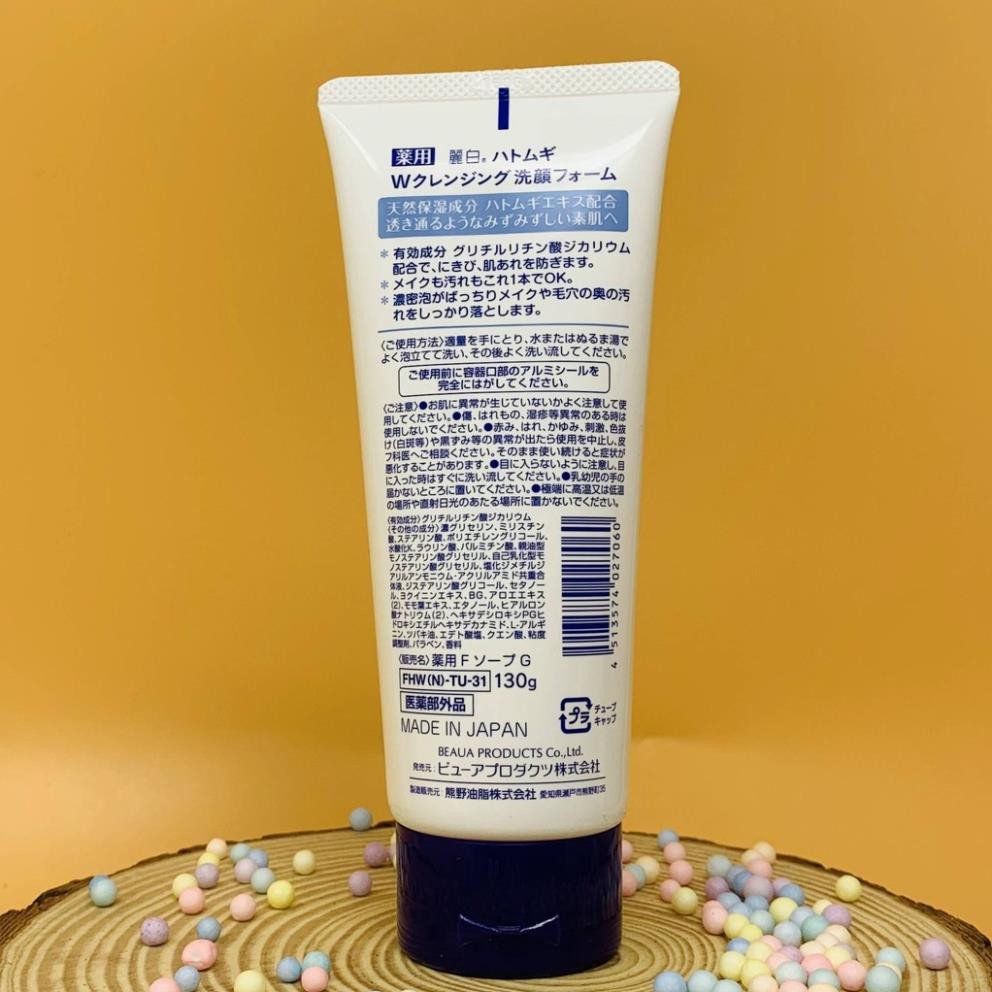 薬用 麗白® ハトムギ
Wクレンジング 洗顔フォーム
天然保湿成分 ハトムギエキス配合
透き通るようなみずみずしい素肌へ
＊ 有効成分 グリチルリチン酸ジカリウム
配合で、にきび、肌あれを防ぎます。
＊ メイクも汚れもこれ1本でOK。
＊ 濃密泡がばっちりメイクや毛穴の奥の汚
れをしっかり落とします。
〈ご使用方法〉適量を手にとり、水またはぬるま湯で
よく泡立てて洗い、その後よく洗い流してください。
ご使用前に容器口部のアルミシールを
完全にはがしてください。
〈ご注意〉●お肌に異常が生じていないかよく注意して使
用してください。●傷、はれもの、湿疹等異常のある時は
使用しないでください。●赤み、はれ、かゆみ、刺激、色抜
け(白斑等)や黒ずみ等の異常が出たら使用を中止し、皮
フ科医へご相談ください。そのまま使い続けると症状が
悪化することがあります。●目に入らないように注意し、目
に入った時はすぐに洗い流してください。●乳幼児の手の
届かないところに置いてください。●極端に高温又は低温
の場所や直射日光のあたる場所に置かないでください。
〈有効成分〉グリチルリチン酸ジカリウム
〈その他の成分〉濃グリセリン、ミリスチン
酸、ステアリン酸、ポリエチレングリコール、
水酸化K、ラウリン酸、パルミチン酸、親油型
モノステアリン酸グリセリル、自己乳化型モ
ノステアリン酸グリセリル、塩化ジメチルジ
アリルアンモニウム・アクリルアミド共重合
体液、ジステアリン酸グリコール、セタノー
ル、ヨクイニンエキス、BG、アロエエキス
(2)、モモ葉エキス、エタノール、ヒアルロン
酸ナトリウム(2)、ヘキサデシロキシPGヒ
ドロキシエチルヘキサデカナミド、L-アルギ
ニン、ツバキ油、エデト酸塩、クエン酸、粘度
調整剤、パラベン、香料
4 513574 027060
〈販売名〉薬用 F ソープ G
FHW(N)-TU-31 130g
医薬部外品
プラ チューブ
キャップ
MADE IN JAPAN
BEAUA PRODUCTS Co.,Ltd.
発売元：ビューアプロダクツ株式会社
製造販売元：熊野油脂株式会社 愛知県瀬戸市熊野町35